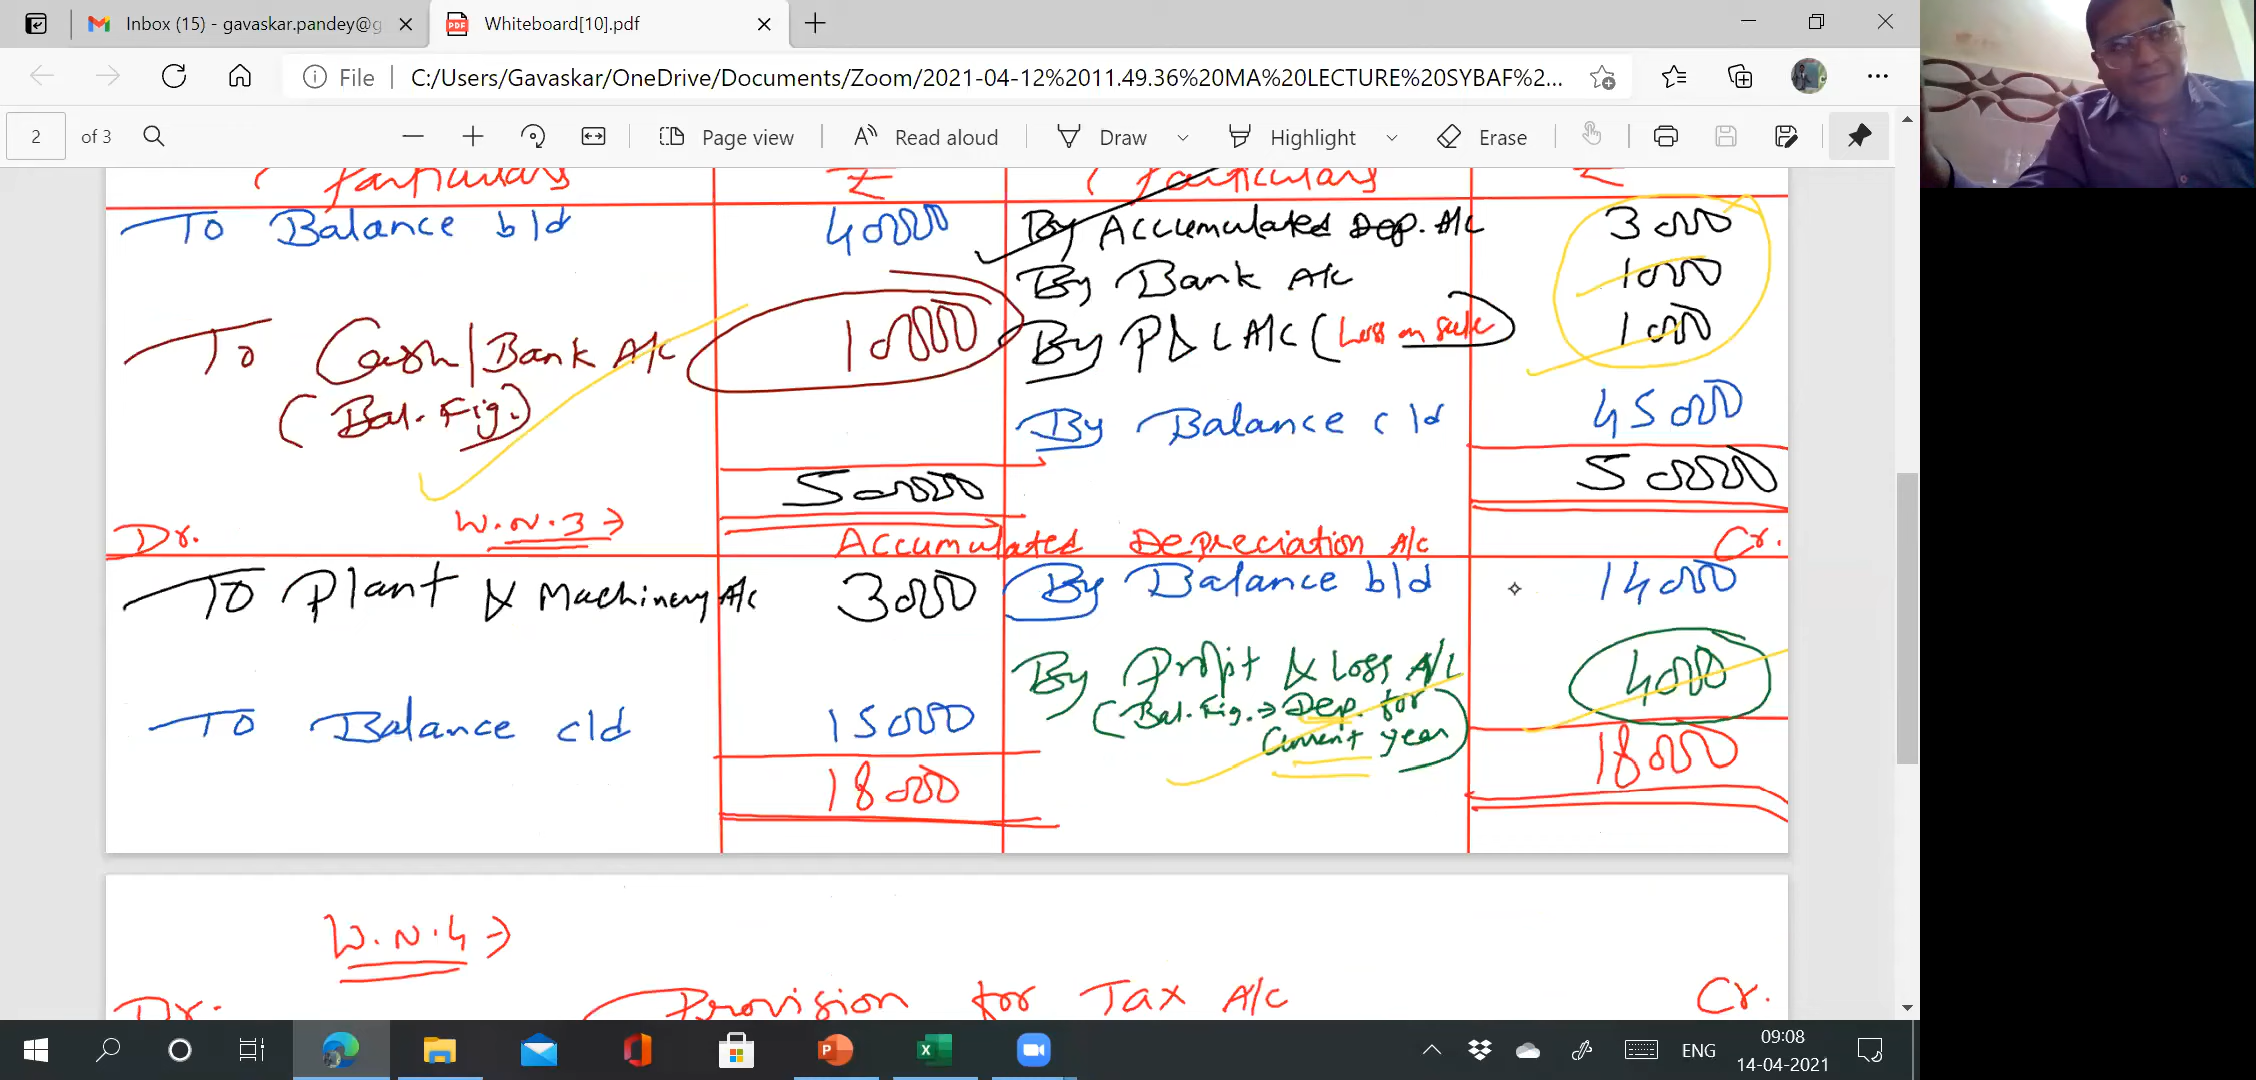 Inbox (15) - gavaskar.pandey@g
Whiteboard[10].pdf
File
C:/Users/Gavaskar/OneDrive/Documents/Zoom/2021-04-12%2011.49.36%20MA%20LECTURE%20SYBAF%2...
2 of 3
Page view
Read aloud
Draw
Highlight
Erase
Particulars ₹ Particulars ₹
To Balance b/d 40000 By Accumulated Dep. A/c 3000
By Bank A/c 1000
To Cash/Bank A/c 10000 By P&L A/c (Loss on sale) 1000
(Bal. Fig.)
By Balance c/d 45000
50000 50000
Dr. W.N.3⇒ Accumulated Depreciation A/c Cr.
To Plant & Machinery A/c 3000 By Balance b/d 14000
By Profit & Loss A/c 4000
(Bal. Fig. ⇒ Dep. for
Current year)
To Balance c/d 15000
18000 18000
W.N.4⇒
Dr. Provision for Tax A/c Cr.
ENG
09:08
14-04-2021